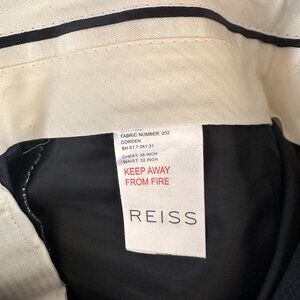 FABRIC NUMBER: 202
CORDEN
CHEST: 38 INCH
WAIST: 32 INCH
KEEP AWAY
FROM FIRE
REISS